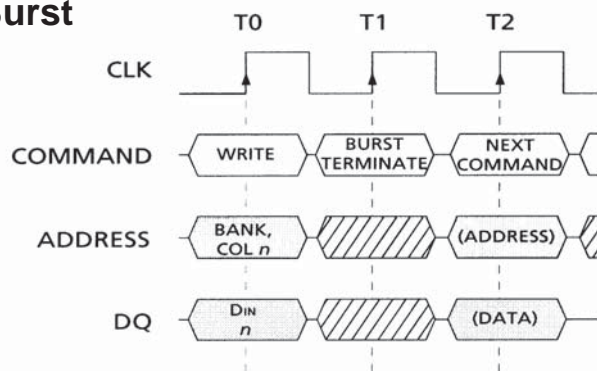 Burst
T0 T1 T2
CLK
COMMAND WRITE BURST TERMINATE NEXT COMMAND
ADDRESS BANK, COL n (ADDRESS)
DQ DIN n (DATA)